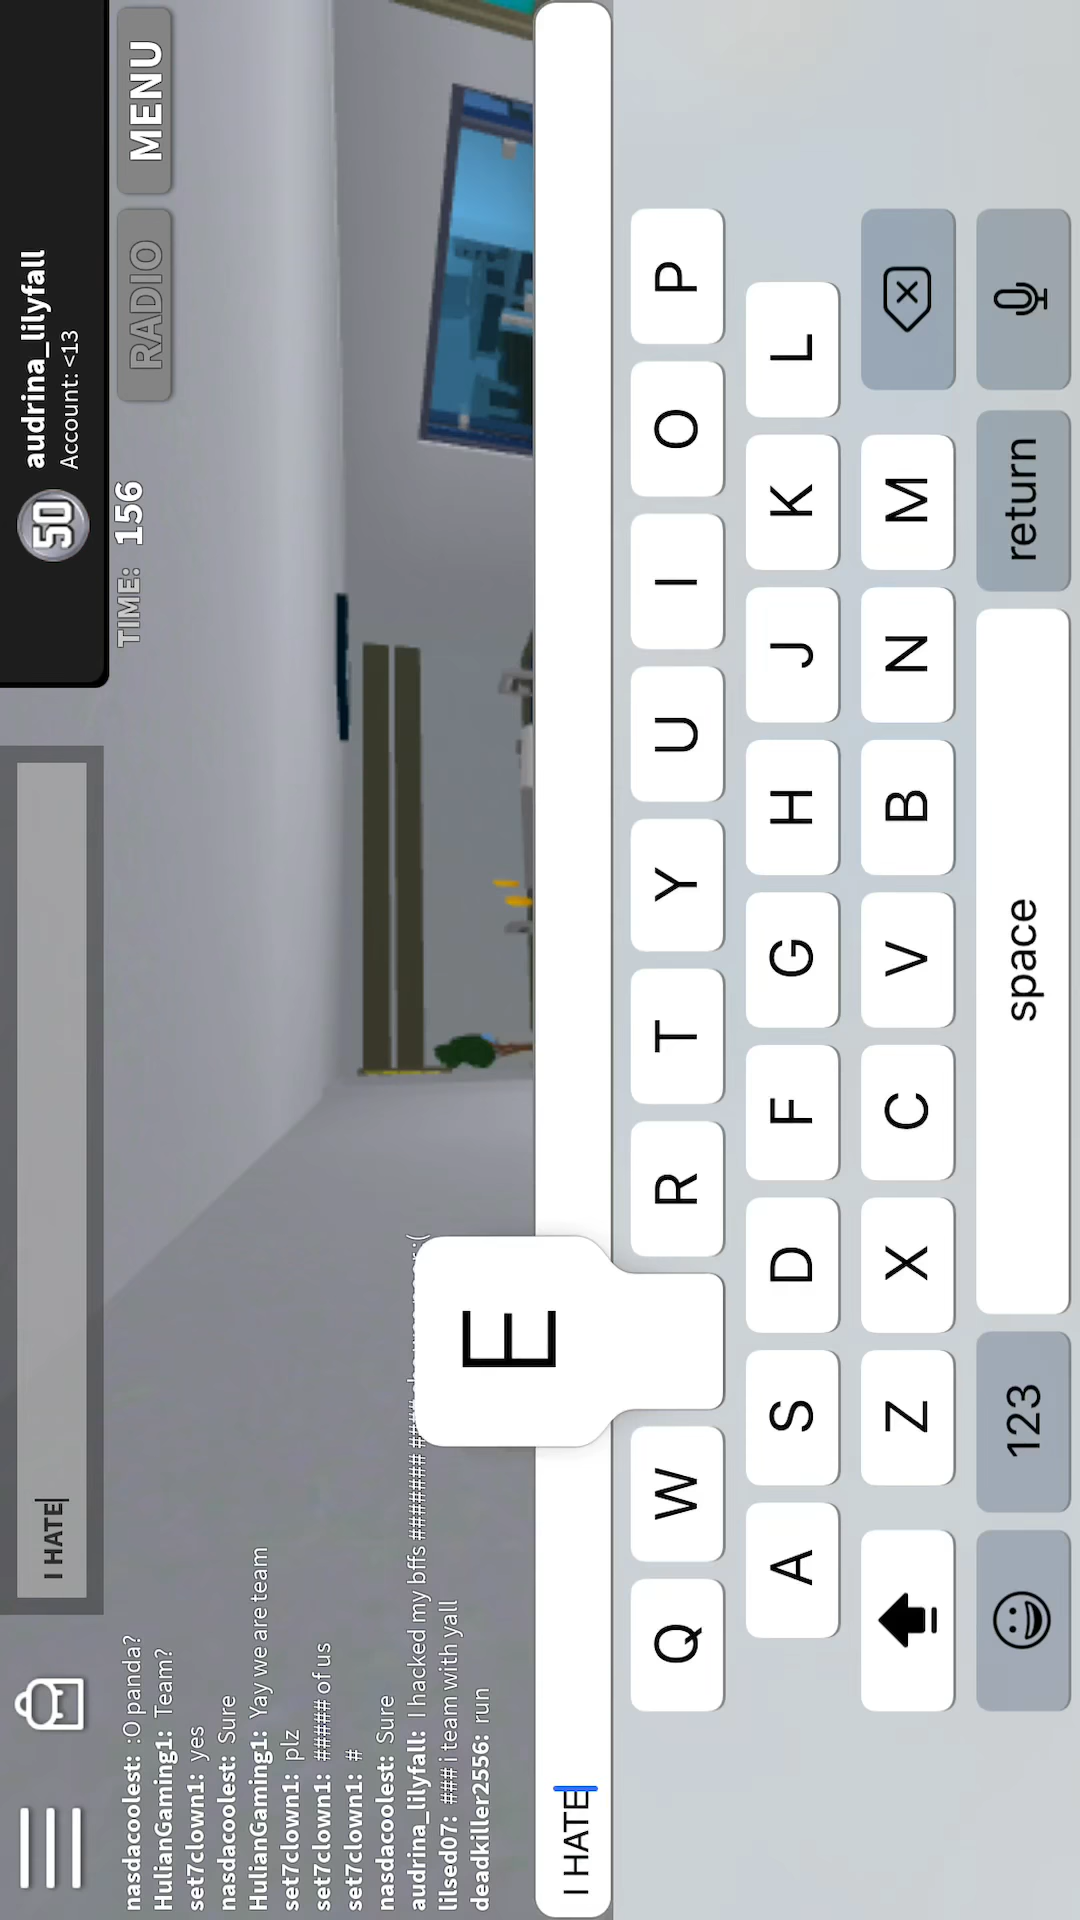 audrina_lilyfall
Account: <13
50
I HATE
TIME: 156
RADIO
MENU
nasdacoolest: :O panda?
HulianGaming1: Team?
set7clown1: yes
nasdacoolest: Sure
HulianGaming1: Yay we are team
set7clown1: plz
set7clown1: ##### of us
set7clown1: #
nasdacoolest: Sure
audrina_lilyfall: I hacked my bffs ####### :(
lilsed07: ### i team with yall
deadkiller2556: run
I HATE
Q W E R T Y U I O P
A S D F G H J K L
Z X C V B N M
123 space return